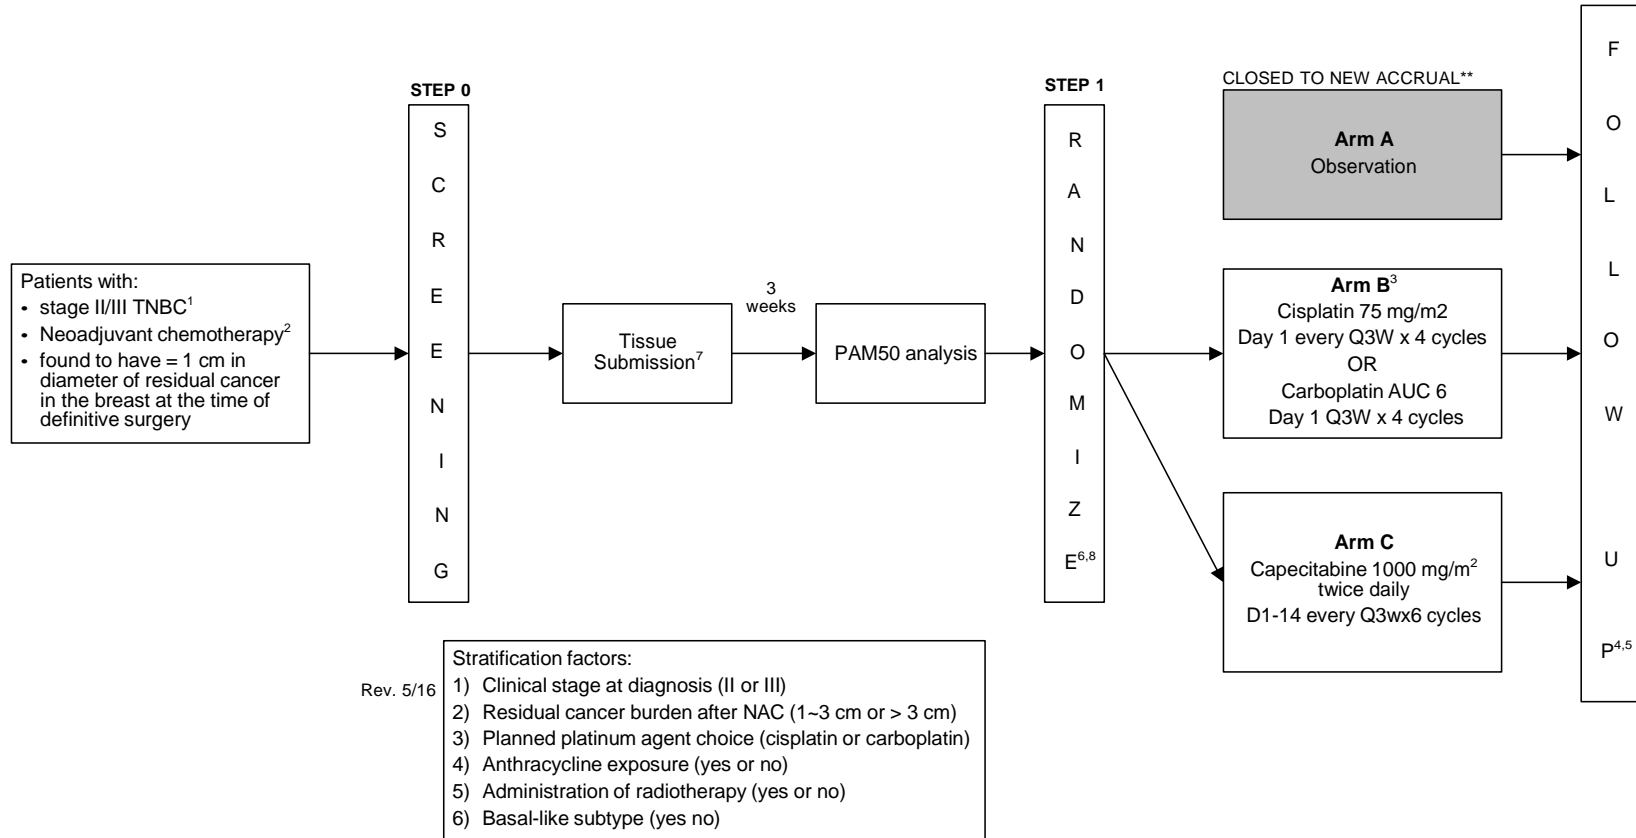 Patients with:
• stage II/III TNBC1
• Neoadjuvant chemotherapy2
• found to have = 1 cm in
diameter of residual cancer
in the breast at the time of
definitive surgery
STEP 0
S
C
R
E
E
N
I
N
G
Tissue
Submission7
3
weeks
PAM50 analysis
STEP 1
R
A
N
D
O
M
I
Z
E6,8
CLOSED TO NEW ACCRUAL**
Arm A
Observation
Arm B3
Cisplatin 75 mg/m2
Day 1 every Q3W x 4 cycles
OR
Carboplatin AUC 6
Day 1 Q3W x 4 cycles
Arm C
Capecitabine 1000 mg/m2
twice daily
D1-14 every Q3wx6 cycles
F
O
L
L
O
W
U
P4,5
Rev. 5/16
Stratification factors:
1) Clinical stage at diagnosis (II or III)
2) Residual cancer burden after NAC (1~3 cm or > 3 cm)
3) Planned platinum agent choice (cisplatin or carboplatin)
4) Anthracycline exposure (yes or no)
5) Administration of radiotherapy (yes or no)
6) Basal-like subtype (yes no)